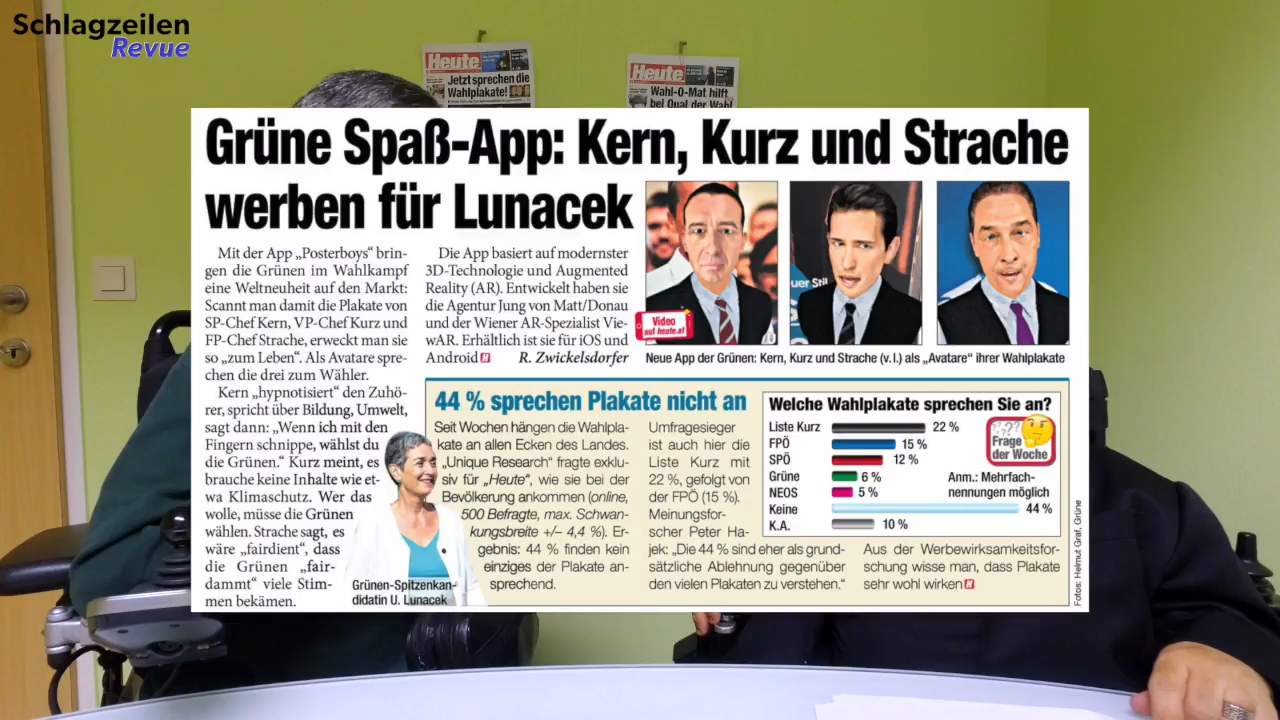 Schlagzeilen
Revue
Heute
Jetzt sprechen die
Wahlplakate!
Heute
Wahl-O-Mat hilft
bei Qual der Wahl
Grüne Spaß-App: Kern, Kurz und Strache
werben für Lunacek
Mit der App „Posterboys“ brin-
gen die Grünen im Wahlkampf
eine Weltneuheit auf den Markt:
Scannt man damit die Plakate von
SP-Chef Kern, VP-Chef Kurz und
FP-Chef Strache, erweckt man sie
so „zum Leben“. Als Avatare spre-
chen die drei zum Wähler.
Kern „hypnotisiert“ den Zuhö-
rer, spricht über Bildung, Umwelt,
sagt dann: „Wenn ich mit den
Fingern schnippe, wählst du
die Grünen.“ Kurz meint, es
brauche keine Inhalte wie et-
wa Klimaschutz. Wer das
wolle, müsse die Grünen
wählen. Strache sagt, es
wäre „fairdient“, dass
die Grünen „fair-
dammt“ viele Stim-
men bekämen.
Die App basiert auf modernster
3D-Technologie und Augmented
Reality (AR). Entwickelt haben sie
die Agentur Jung von Matt/Donau
und der Wiener AR-Spezialist Vie-
wAR. Erhältlich ist sie für iOS und
Android H R. Zwickelsdorfer
uer Stil
Video
auf heute.at
Neue App der Grünen: Kern, Kurz und Strache (v. l.) als „Avatare“ ihrer Wahlplakate
Grünen-Spitzenkan-
didatin U. Lunacek
44 % sprechen Plakate nicht an
Seit Wochen hängen die Wahlpla-
kate an allen Ecken des Landes.
„Unique Research“ fragte exklu-
siv für „Heute“, wie sie bei der
Bevölkerung ankommen (online,
500 Befragte, max. Schwan-
kungsbreite +/– 4,4 %). Er-
gebnis: 44 % finden kein
einziges der Plakate an-
sprechend.
Umfragesieger
ist auch hier die
Liste Kurz mit
22 %, gefolgt von
der FPÖ (15 %).
Meinungsfor-
scher Peter Ha-
jek: „Die 44 % sind eher als grund-
sätzliche Ablehnung gegenüber
den vielen Plakaten zu verstehen.“
Aus der Werbewirksamkeitsfor-
schung wisse man, dass Plakate
sehr wohl wirken H
Welche Wahlplakate sprechen Sie an?
Liste Kurz 22 %
FPÖ 15 %
SPÖ 12 %
Grüne 6 %
NEOS 5 %
Keine 44 %
K.A. 10 %
??? Frage
der Woche
Anm.: Mehrfach-
nennungen möglich
Fotos: Helmut Graf, Grüne